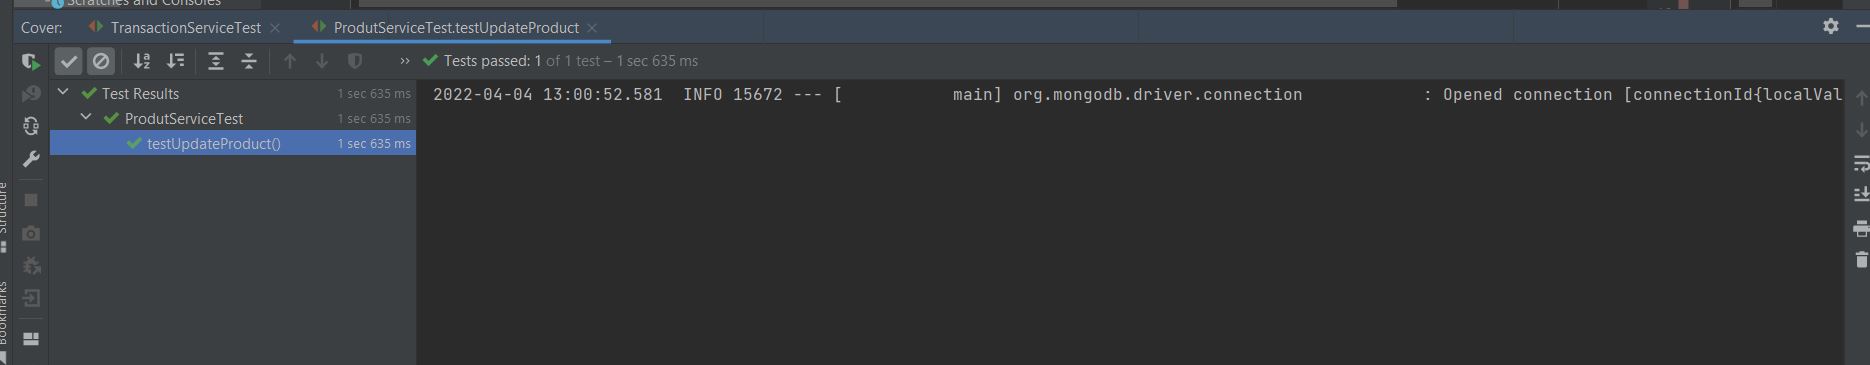 Scratches and Consoles
Cover: TransactionServiceTest ProdutServiceTest.testUpdateProduct
Tests passed: 1 of 1 test – 1 sec 635 ms
Test Results 1 sec 635 ms
ProdutServiceTest 1 sec 635 ms
testUpdateProduct() 1 sec 635 ms
2022-04-04 13:00:52.581 INFO 15672 --- [ main] org.mongodb.driver.connection : Opened connection [connectionId{localVal
Structure
Bookmarks